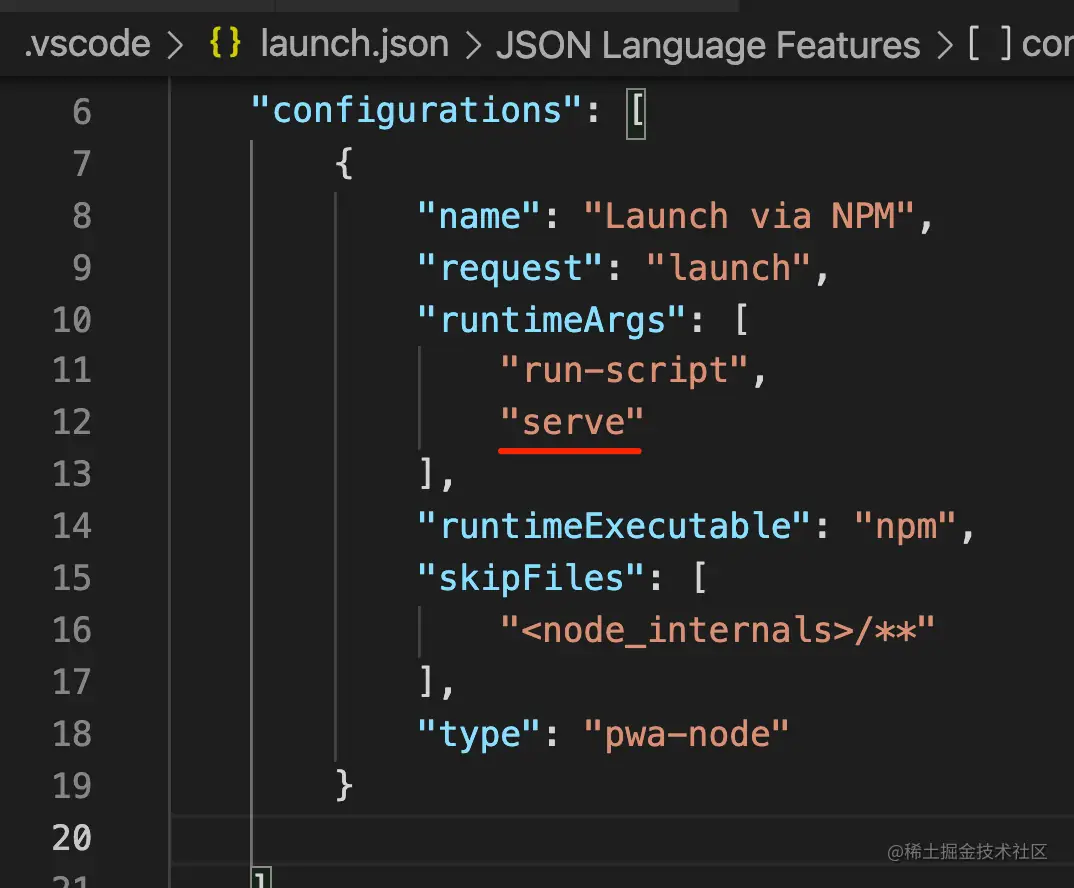 .vscode > {} launch.json > JSON Language Features > [ ] con
6 "configurations": [
7 {
8 "name": "Launch via NPM",
9 "request": "launch",
10 "runtimeArgs": [
11 "run-script",
12 "serve"
13 ],
14 "runtimeExecutable": "npm",
15 "skipFiles": [
16 "<node_internals>/**"
17 ],
18 "type": "pwa-node"
19 }
20
21 ]
@稀土掘金技术社区